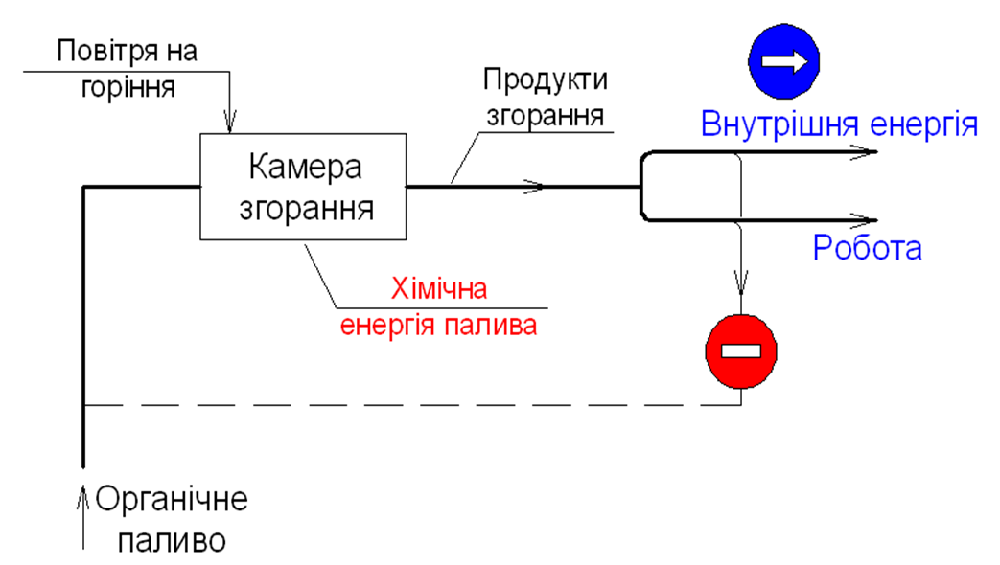 Повітря на
горіння
Продукти
згорання
Внутрішня енергія
Камера
згорання
Робота
Хімічна
енергія палива
Органічне
паливо